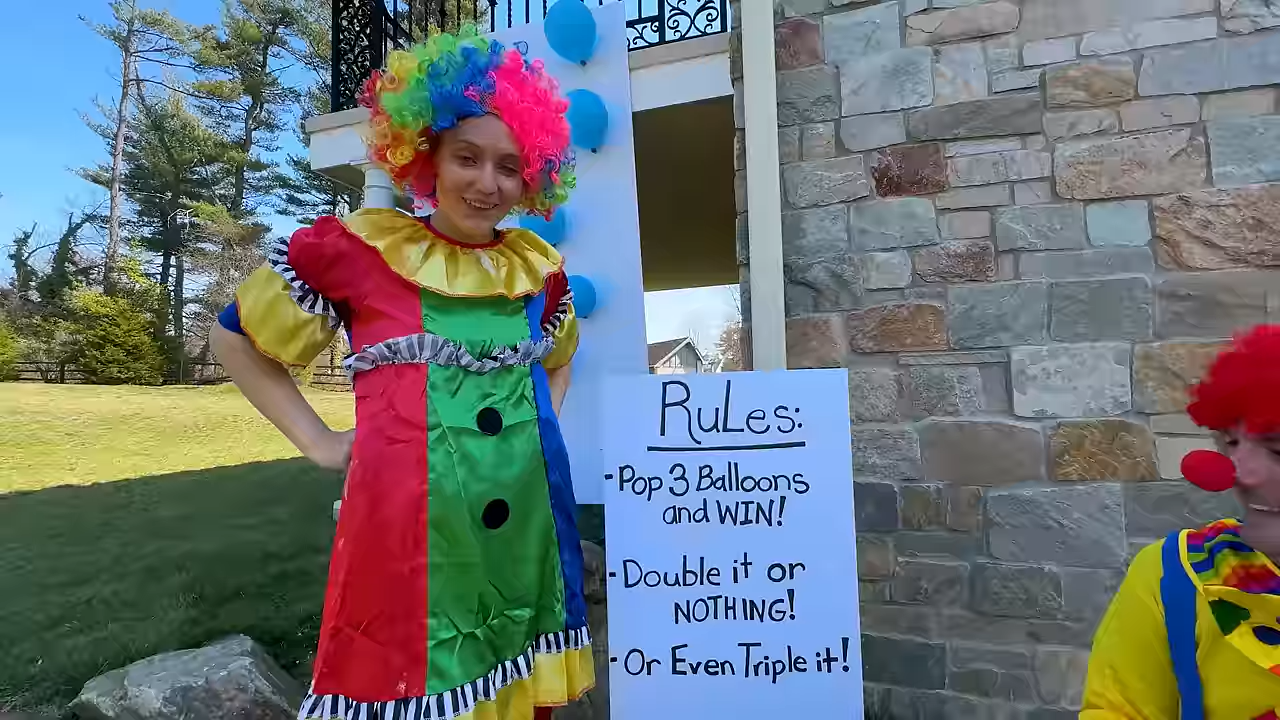 RuLes:
-Pop 3 Balloons
and WIN!
-Double it or
NOTHING!
-Or Even Triple it!